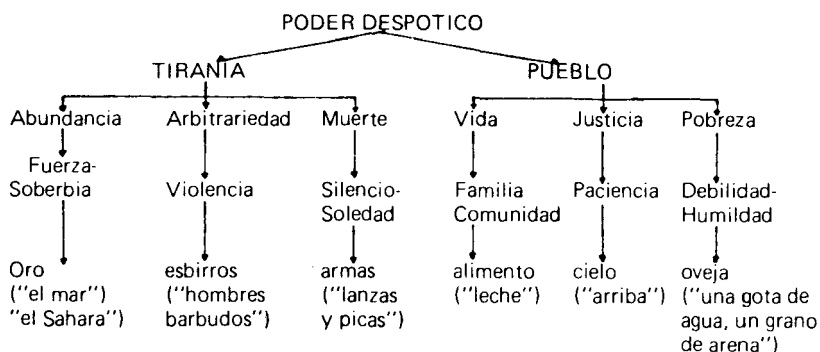 PODER DESPOTICO
TIRANIA PUEBLO
Abundancia Arbitrariedad Muerte Vida Justicia Pobreza
Fuerza-
Soberbia Violencia Silencio- Familia Paciencia Debilidad-
Soledad Comunidad Humildad
Oro esbirros armas alimento cielo oveja
(''el mar'') (''hombres (''lanzas (''leche'') (''arriba'') (''una gota de
''el Sahara'') barbudos'') y picas'') agua, un grano
de arena'')